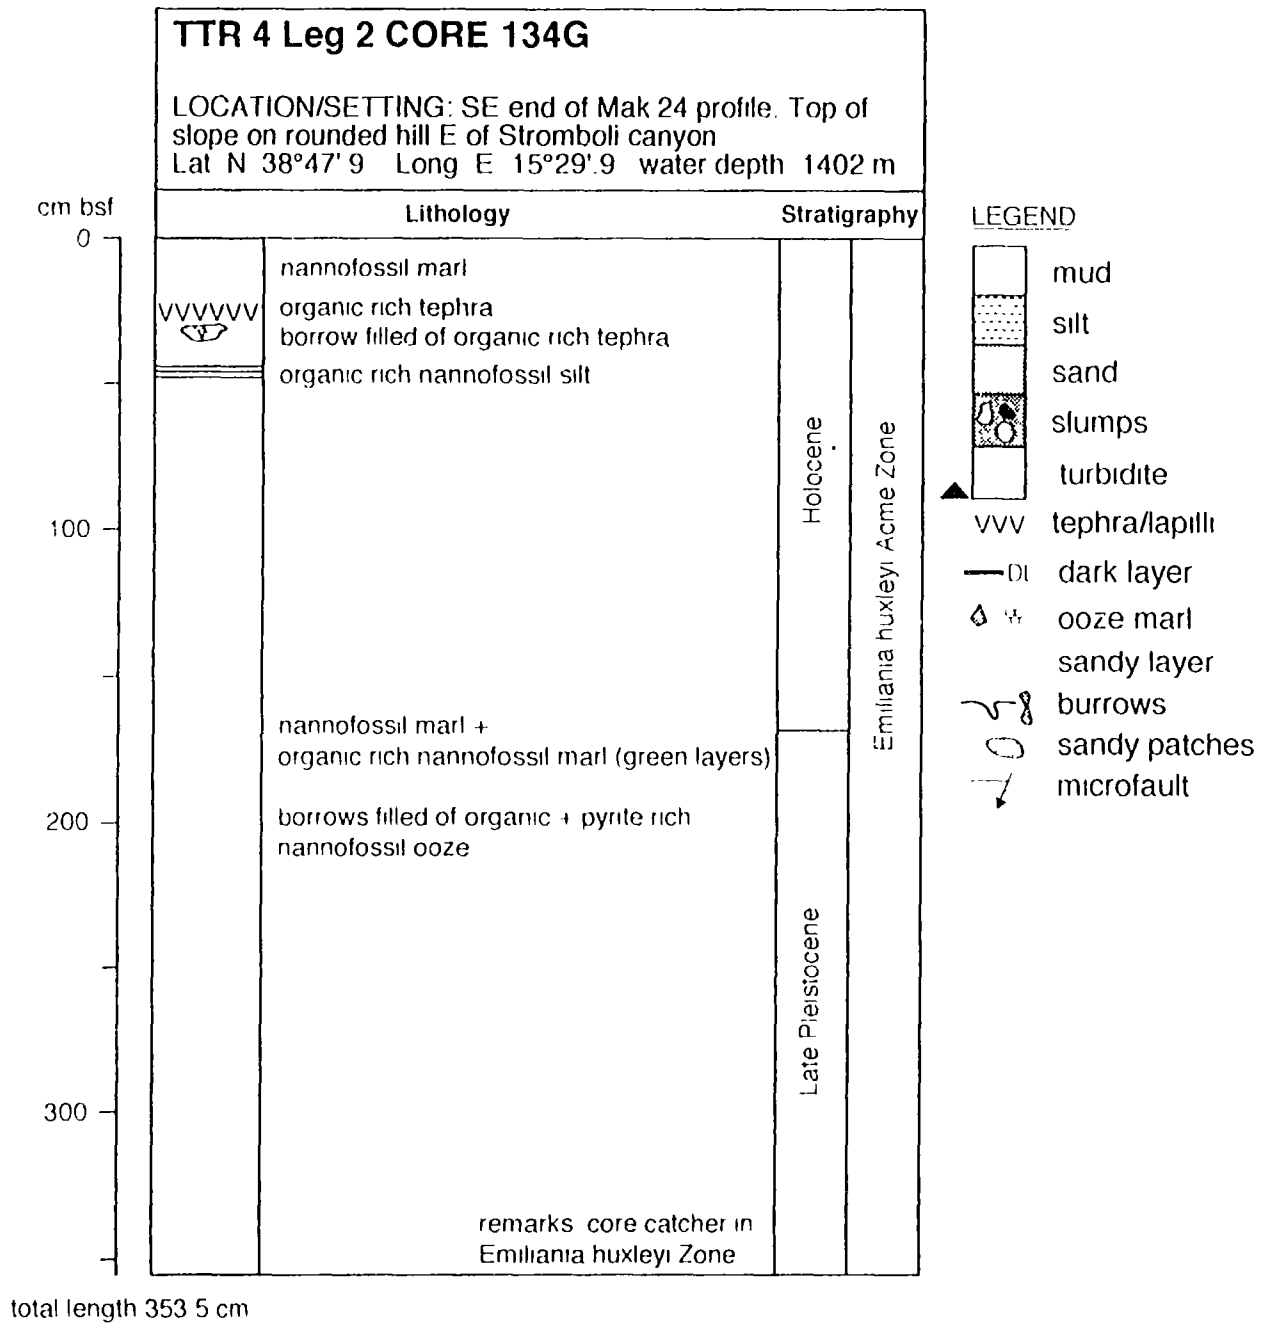 TTR 4 Leg 2 CORE 134G
LOCATION/SETTING: SE end of Mak 24 profile. Top of
slope on rounded hill E of Stromboli canyon
Lat N 38°47' 9 Long E 15°29'.9 water depth 1402 m
cm bsf
Lithology
Stratigraphy
0
100
200
300
nannofossil marl
organic rich tephra
borrow filled of organic rich tephra
organic rich nannofossil silt
nannofossil marl +
organic rich nannofossil marl (green layers)
borrows filled of organic + pyrite rich
nannofossil ooze
remarks core catcher in
Emiliania huxleyi Zone
Holocene
Late Pleistocene
Emiliania huxleyi Acme Zone
LEGEND
mud
silt
sand
slumps
turbidite
VVV tephra/lapilli
DL dark layer
ooze marl
sandy layer
burrows
sandy patches
microfault
total length 353 5 cm